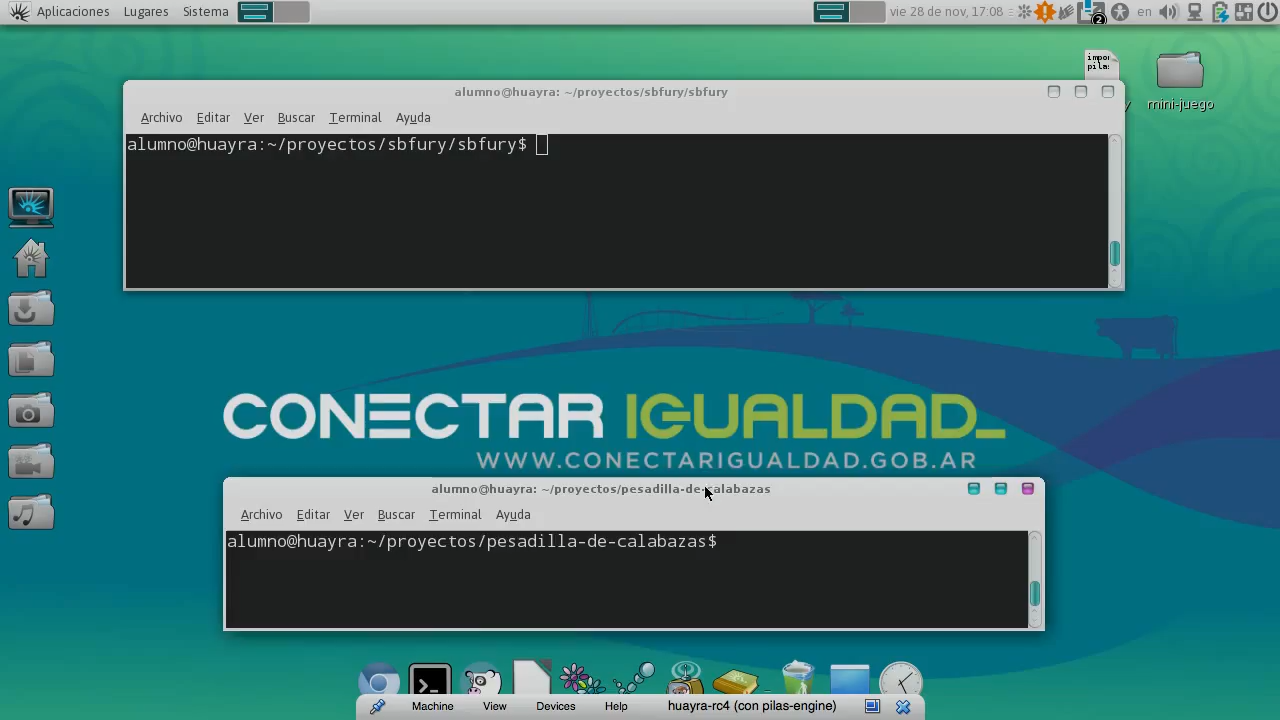 Aplicaciones Lugares Sistema vie 28 de nov, 17:08 2 en
impor
pilas
mini-juego
alumno@huayra: ~/proyectos/sbfury/sbfury
Archivo Editar Ver Buscar Terminal Ayuda
alumno@huayra:~/proyectos/sbfury/sbfury$
CONECTAR IGUALDAD_
WWW.CONECTARIGUALDAD.GOB.AR
alumno@huayra: ~/proyectos/pesadilla-de-calabazas
Archivo Editar Ver Buscar Terminal Ayuda
alumno@huayra:~/proyectos/pesadilla-de-calabazas$
Machine View Devices Help huayra-rc4 (con pilas-engine)